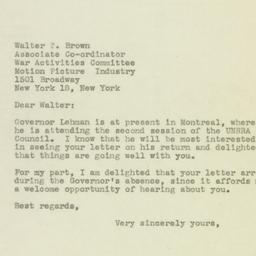 Walter T. Brown
Associate Co-ordinator
War Activities Committee
Motion Picture Industry
1501 Broadway
New York 18, New York
Dear Walter:
Governor Lehman is at present in Montreal, where
he is attending the second session of the UNRRA
Council. I know that he will be most interested
in seeing your letter on his return and delighte
that things are going well with you.
For my part, I am delighted that your letter arr
during the Governor's absence, since it affords
a welcome opportunity of hearing about you.
Best regards,
Very sincerely yours,